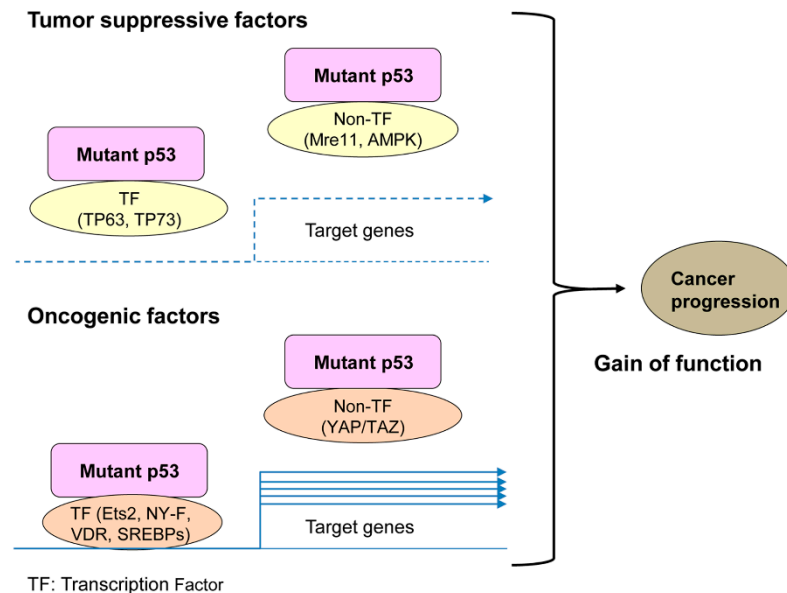 Tumor suppressive factors
Mutant p53
Non-TF
(Mre11, AMPK)
Mutant p53
TF
(TP63, TP73)
Target genes
Cancer
progression
Gain of function
Oncogenic factors
Mutant p53
Non-TF
(YAP/TAZ)
Mutant p53
TF (Ets2, NY-F,
VDR, SREBPs)
Target genes
TF: Transcription Factor